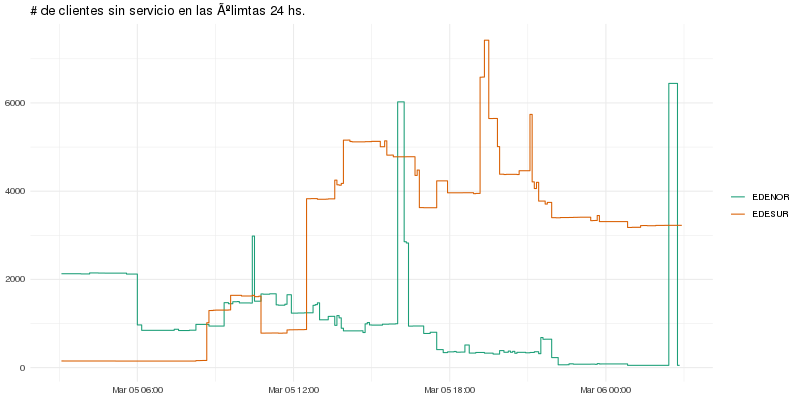 # de clientes sin servicio en las Ãºlimtas 24 hs.
6000
4000
2000
0
Mar 05 06:00
Mar 05 12:00
Mar 05 18:00
Mar 06 00:00
EDENOR
EDESUR